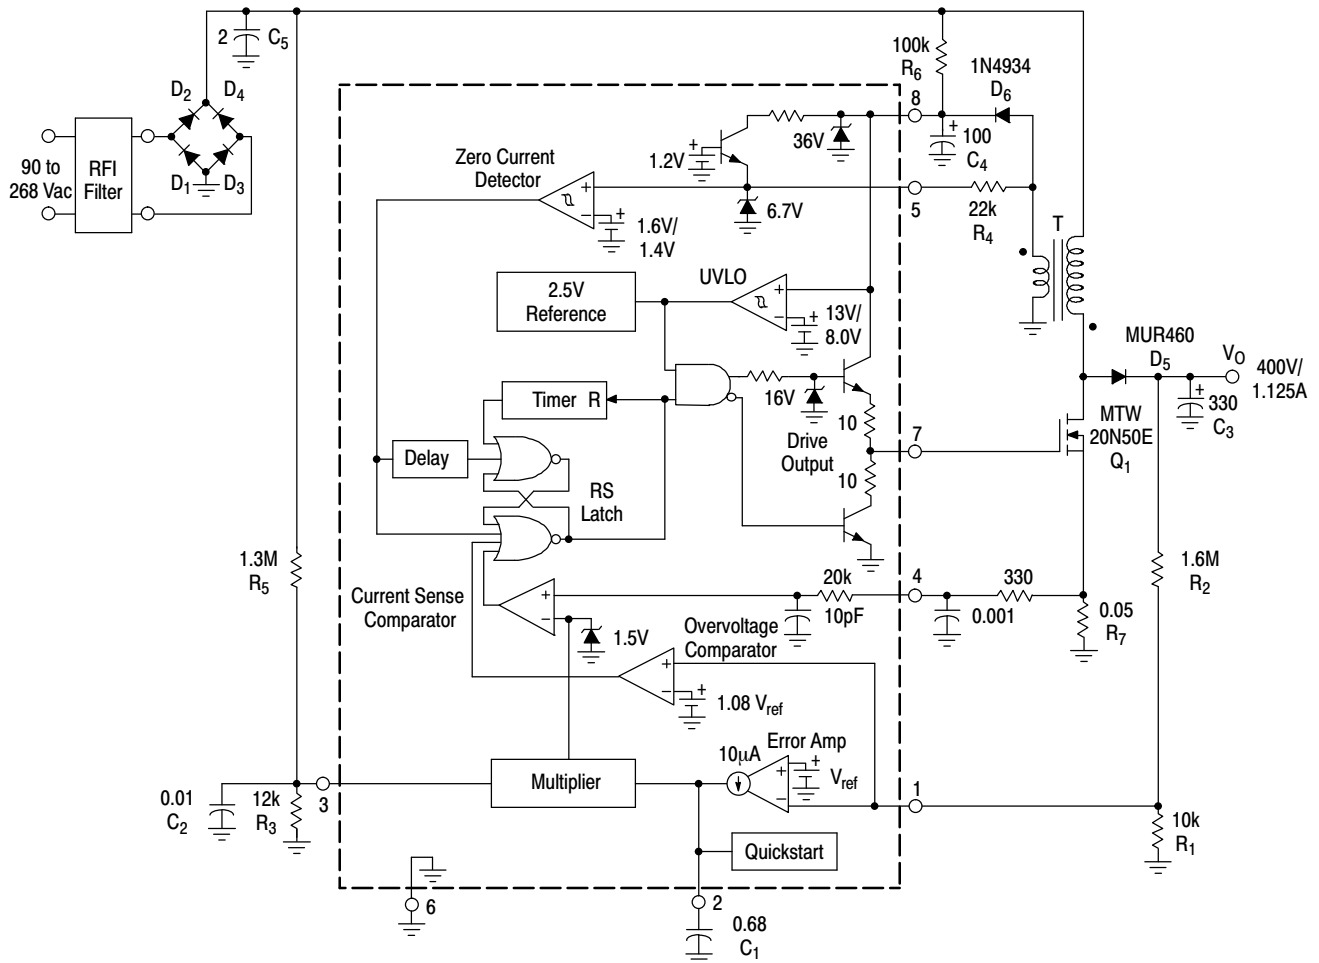 2 C5
D2 D4
D1 D3
90 to
268 Vac
RFI
Filter
100k
R6
1N4934
D6
8
100
C4
36V
1.2V
Zero Current
Detector
+
−
+
1.6V/
1.4V
6.7V
5
22k
R4
T
UVLO
2.5V
Reference
+
−
+
13V/
8.0V
MUR460
D5
VO
400V/
1.125A
330
C3
16V
Timer R
10
Drive
Output
7
MTW
20N50E
Q1
Delay
10
RS
Latch
1.3M
R5
1.6M
R2
20k
4
330
10pF
0.001
0.05
R7
Current Sense
Comparator
+
−
1.5V
Overvoltage
Comparator
+
−
+
1.08 Vref
10μA
Error Amp
+
−
+
Vref
Multiplier
3
1
0.01
C2
12k
R3
10k
R1
Quickstart
6
2
0.68
C1